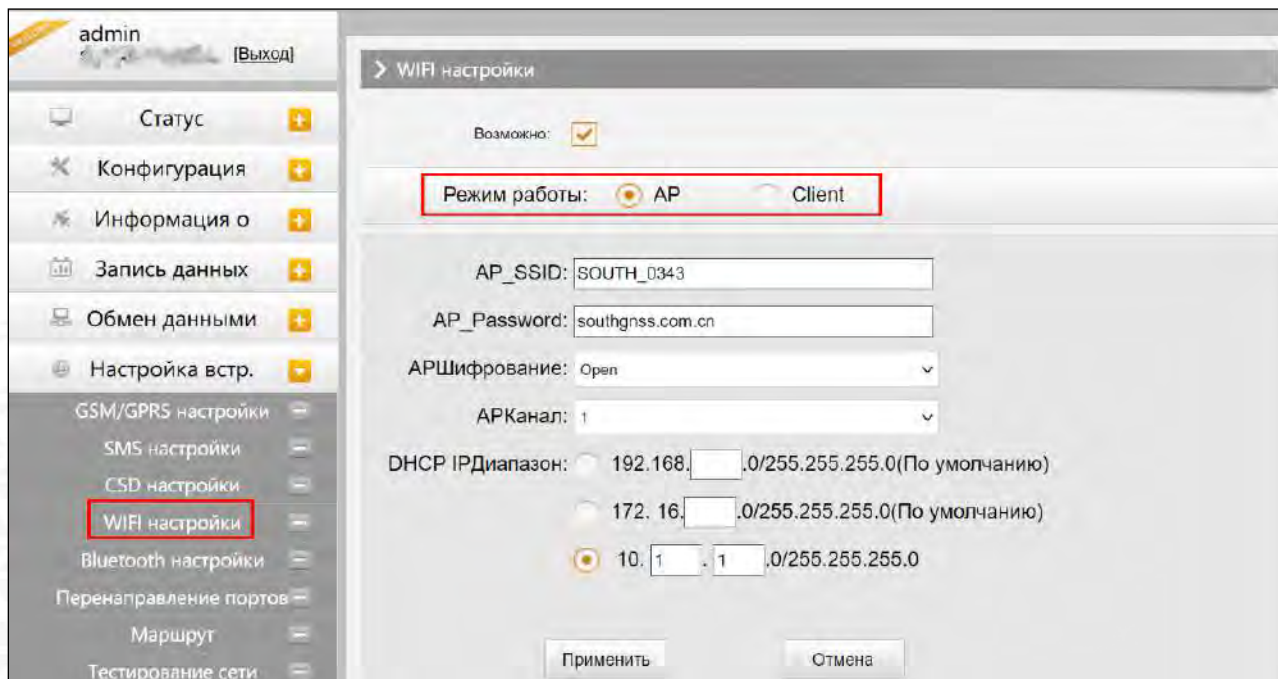 admin
[Выход]
Статус
Конфигурация
Информация о
Запись данных
Обмен данными
Настройка встр.
GSM/GPRS настройки
SMS настройки
CSD настройки
WIFI настройки
Bluetooth настройки
Перенаправление портов
Маршрут
Тестирование сети
WIFI настройки
Возможно:
Режим работы: AP Client
AP_SSID: SOUTH_0343
AP_Password: southgnss.com.cn
APШифрование: Open
APКанал: 1
DHCP IPДиапазон: 192.168. .0/255.255.255.0(По умолчанию)
172. 16. .0/255.255.255.0(По умолчанию)
10. 1 . 1 .0/255.255.255.0
Применить Отмена